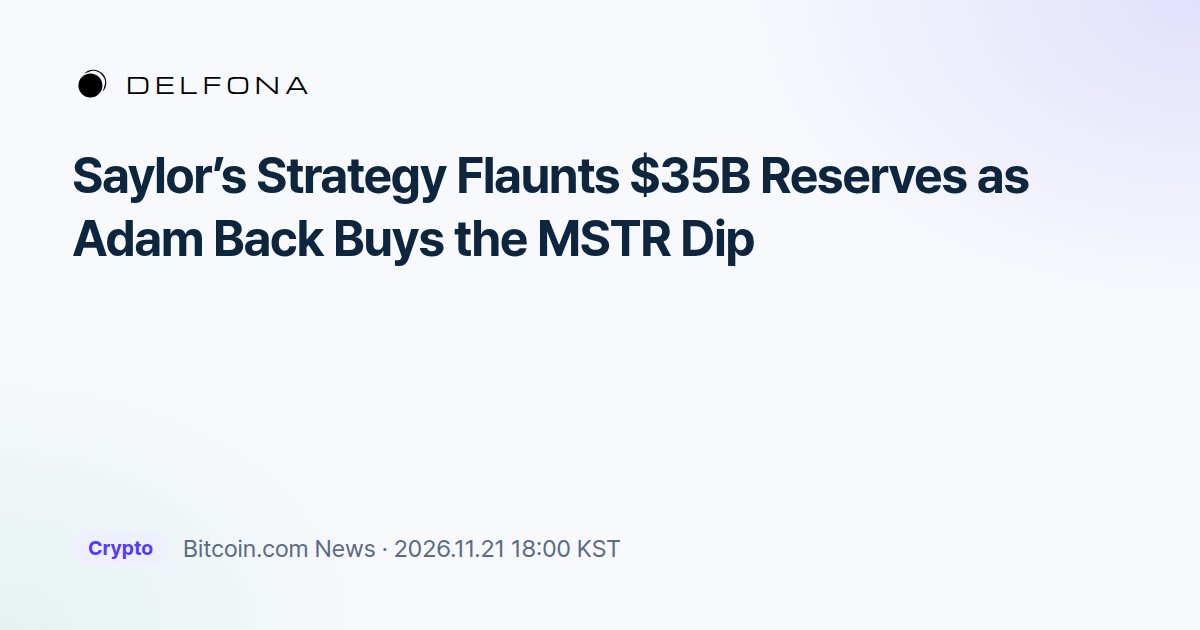 DELFONA
Saylor’s Strategy Flaunts $35B Reserves as
Adam Back Buys the MSTR Dip
Crypto Bitcoin.com News · 2026.11.21 18:00 KST